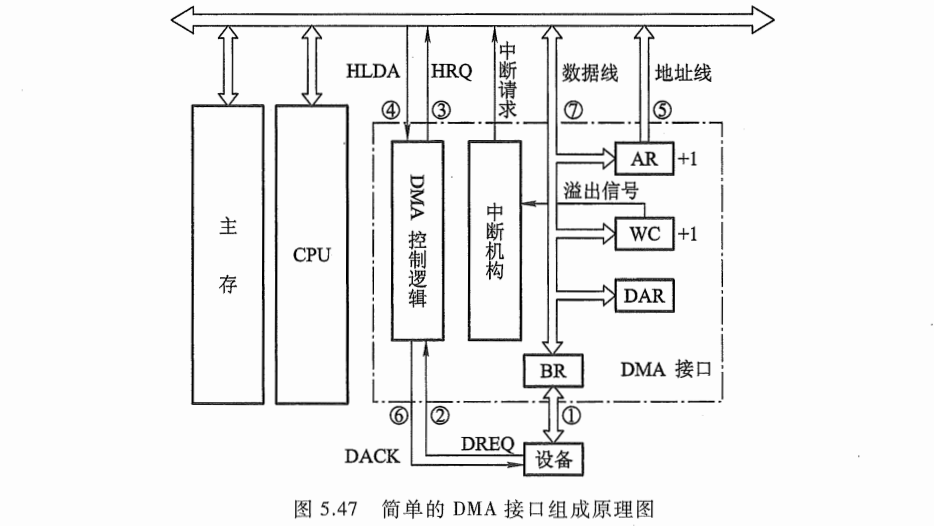 HLDA
HRQ
中断请求
数据线
地址线
④
③
⑦
⑤
主存
CPU
DMA 控制逻辑
中断机构
AR
+1
溢出信号
WC
+1
DAR
BR
DMA 接口
⑥
②
①
DACK
DREQ
设备
图 5.47 简单的 DMA 接口组成原理图